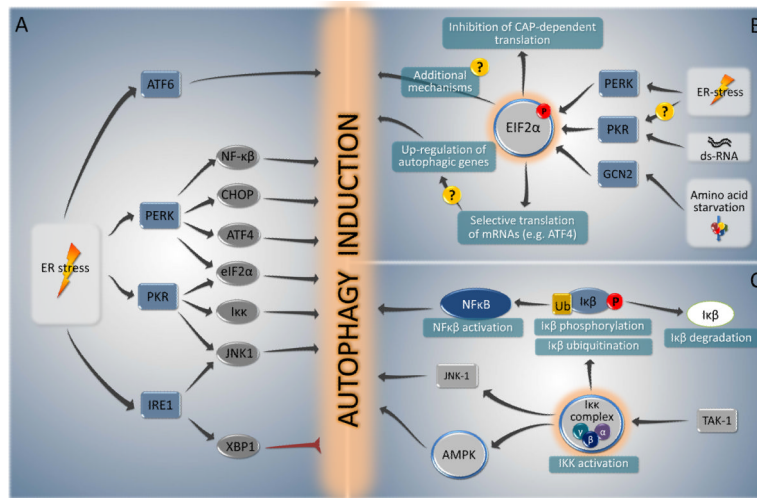 A
ER stress
ATF6
PERK
PKR
IRE1
NF-κβ
CHOP
ATF4
eIF2α
Iκκ
JNK1
XBP1
AUTOPHAGY INDUCTION
B
Inhibition of CAP-dependent
translation
Additional
mechanisms
?
EIF2α
P
Up-regulation of
autophagic genes
?
Selective translation
of mRNAs (e.g. ATF4)
PERK
PKR
GCN2
?
ER-stress
ds-RNA
Amino acid
starvation
C
NFκB
NFκβ activation
Ub
Iκβ
P
Iκβ phosphorylation
Iκβ ubiquitination
Iκβ
Iκβ degradation
JNK-1
AMPK
Iκκ
complex
γ
β
α
IKK activation
TAK-1